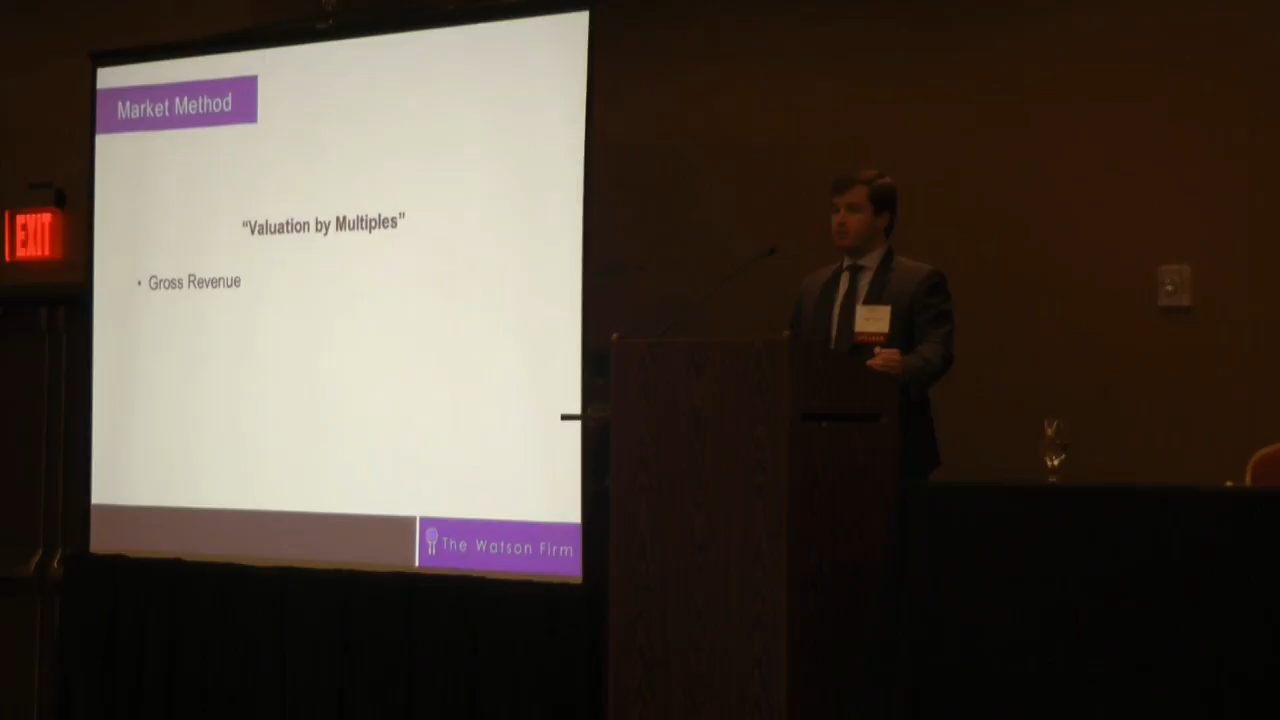 Market Method
“Valuation by Multiples”
• Gross Revenue
EXIT
The Watson Firm